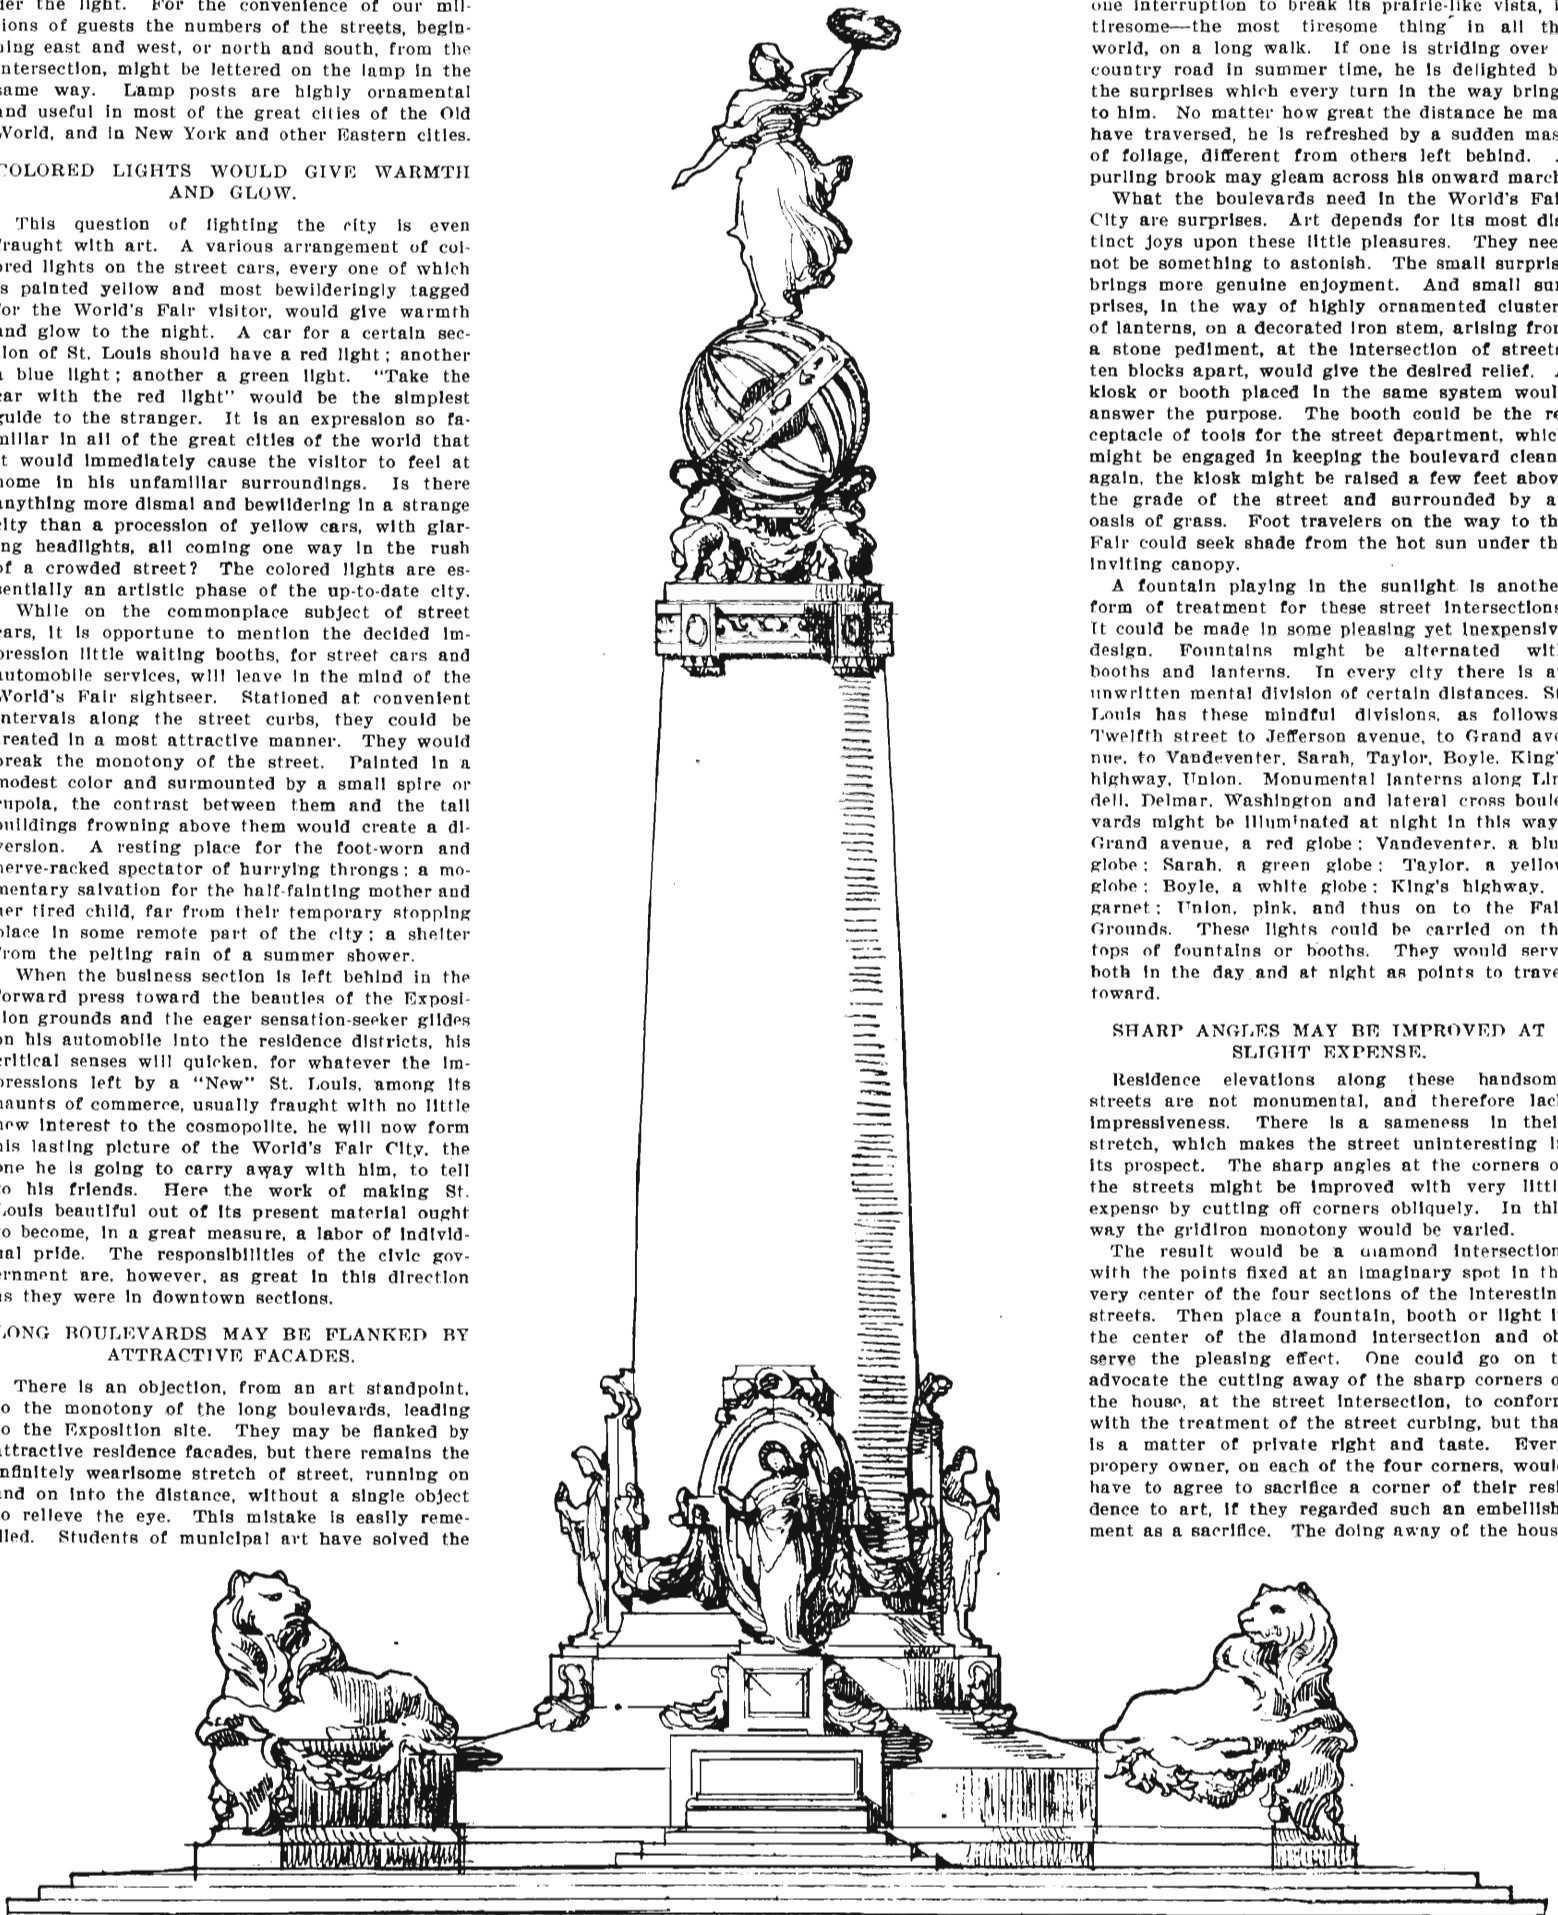 der the light. For the convenience of our mil-
ions of guests the numbers of the streets, begin-
ning east and west, or north and south, from the
intersection, might be lettered on the lamp in the
same way. Lamp posts are highly ornamental
and useful in most of the great cities of the Old
World, and in New York and other Eastern cities.
COLORED LIGHTS WOULD GIVE WARMTH
AND GLOW.
This question of lighting the city is even
fraught with art. A various arrangement of col-
ored lights on the street cars, every one of which
is painted yellow and most bewilderingly tagged
for the World's Fair visitor, would give warmth
and glow to the night. A car for a certain sec-
tion of St. Louis should have a red light; another
a blue light; another a green light. "Take the
car with the red light" would be the simplest
guide to the stranger. It is an expression so fa-
miliar in all of the great cities of the world that
it would immediately cause the visitor to feel at
home in his unfamiliar surroundings. Is there
anything more dismal and bewildering in a strange
city than a procession of yellow cars, with glar-
ing headlights, all coming one way in the rush
of a crowded street? The colored lights are es-
sentially an artistic phase of the up-to-date city.
While on the commonplace subject of street
cars, it is opportune to mention the decided im-
pression little waiting booths, for street cars and
automobile services, will leave in the mind of the
World's Fair sightseer. Stationed at convenient
intervals along the street curbs, they could be
treated in a most attractive manner. They would
break the monotony of the street. Painted in a
modest color and surmounted by a small spire or
cupola, the contrast between them and the tall
buildings frowning above them would create a di-
version. A resting place for the foot-worn and
nerve-racked spectator of hurrying throngs; a mo-
mentary salvation for the half-fainting mother and
her tired child, far from their temporary stopping
place in some remote part of the city; a shelter
from the pelting rain of a summer shower.
When the business section is left behind in the
forward press toward the beauties of the Exposi-
tion grounds and the eager sensation-seeker glides
on his automobile into the residence districts, his
critical senses will quicken, for whatever the im-
pressions left by a "New" St. Louis, among its
haunts of commerce, usually fraught with no little
new interest to the cosmopolite, he will now form
his lasting picture of the World's Fair City, the
one he is going to carry away with him, to tell
to his friends. Here the work of making St.
Louis beautiful out of its present material ought
to become, in a great measure, a labor of individ-
ual pride. The responsibilities of the civic gov-
ernment are, however, as great in this direction
as they were in downtown sections.
LONG BOULEVARDS MAY BE FLANKED BY
ATTRACTIVE FACADES.
There is an objection, from an art standpoint,
to the monotony of the long boulevards, leading
to the Exposition site. They may be flanked by
attractive residence facades, but there remains the
infinitely wearisome stretch of street, running on
and on into the distance, without a single object
to relieve the eye. This mistake is easily reme-
died. Students of municipal art have solved the
one interruption to break its prairie-like vista, i
tiresome—the most tiresome thing in all th
world, on a long walk. If one is striding over
country road in summer time, he is delighted b
the surprises which every turn in the way bring
to him. No matter how great the distance he ma
have traversed, he is refreshed by a sudden mas
of foliage, different from others left behind. A
purling brook may gleam across his onward march
What the boulevards need in the World's Fai
City are surprises. Art depends for its most dis
tinct joys upon these little pleasures. They nee
not be something to astonish. The small surpris
brings more genuine enjoyment. And small sur
prises, in the way of highly ornamented cluster
of lanterns, on a decorated iron stem, arising from
a stone pediment, at the intersection of streets
ten blocks apart, would give the desired relief. A
kiosk or booth placed in the same system woul
answer the purpose. The booth could be the re
ceptacle of tools for the street department, whic
might be engaged in keeping the boulevard clean
again, the kiosk might be raised a few feet abov
the grade of the street and surrounded by a
oasis of grass. Foot travelers on the way to th
Fair could seek shade from the hot sun under th
inviting canopy.
A fountain playing in the sunlight is anothe
form of treatment for these street intersections
It could be made in some pleasing yet inexpensiv
design. Fountains might be alternated wit
booths and lanterns. In every city there is a
unwritten mental division of certain distances. St
Louis has these mindful divisions, as follows
Twelfth street to Jefferson avenue, to Grand ave
nue, to Vandeventer, Sarah, Taylor, Boyle, King'
highway, Union. Monumental lanterns along Lin
dell, Delmar, Washington and lateral cross boule
vards might be illuminated at night in this way
Grand avenue, a red globe; Vandeventer, a blu
globe; Sarah, a green globe; Taylor, a yellow
globe; Boyle, a white globe; King's highway,
garnet; Union, pink, and thus on to the Fai
Grounds. These lights could be carried on th
tops of fountains or booths. They would serv
both in the day and at night as points to trave
toward.
SHARP ANGLES MAY BE IMPROVED AT
SLIGHT EXPENSE.
Residence elevations along these handsom
streets are not monumental, and therefore lac
impressiveness. There is a sameness in thei
stretch, which makes the street uninteresting i
its prospect. The sharp angles at the corners o
the streets might be improved with very littl
expense by cutting off corners obliquely. In thi
way the gridiron monotony would be varied.
The result would be a diamond intersection
with the points fixed at an imaginary spot in th
very center of the four sections of the interestin
streets. Then place a fountain, booth or light i
the center of the diamond intersection and ob
serve the pleasing effect. One could go on t
advocate the cutting away of the sharp corners o
the house, at the street intersection, to conform
with the treatment of the street curbing, but tha
is a matter of private right and taste. Ever
propery owner, on each of the four corners, woul
have to agree to sacrifice a corner of their resi
dence to art, if they regarded such an embellish
ment as a sacrifice. The doing away of the hous